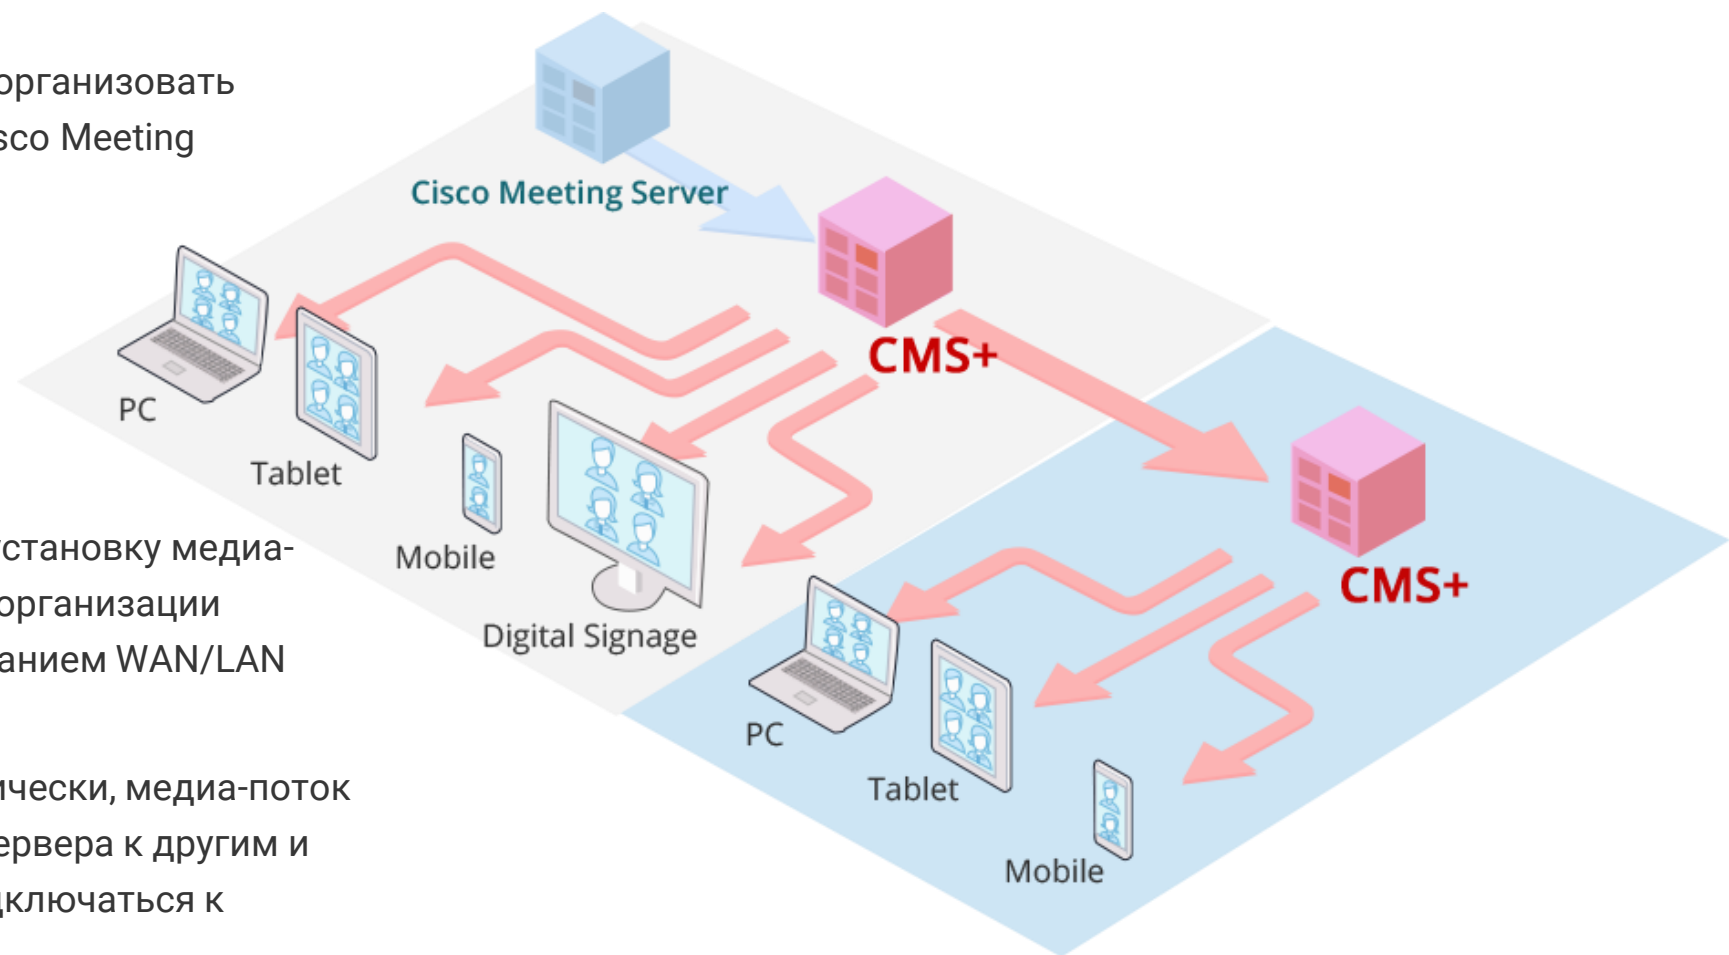 организовать
sco Meeting
установку медиа-
организации
анием WAN/LAN
ически, медиа-поток
ервера к другим и
ключаться к
Cisco Meeting Server
CMS+
PC
Tablet
Mobile
Digital Signage
CMS+
PC
Tablet
Mobile